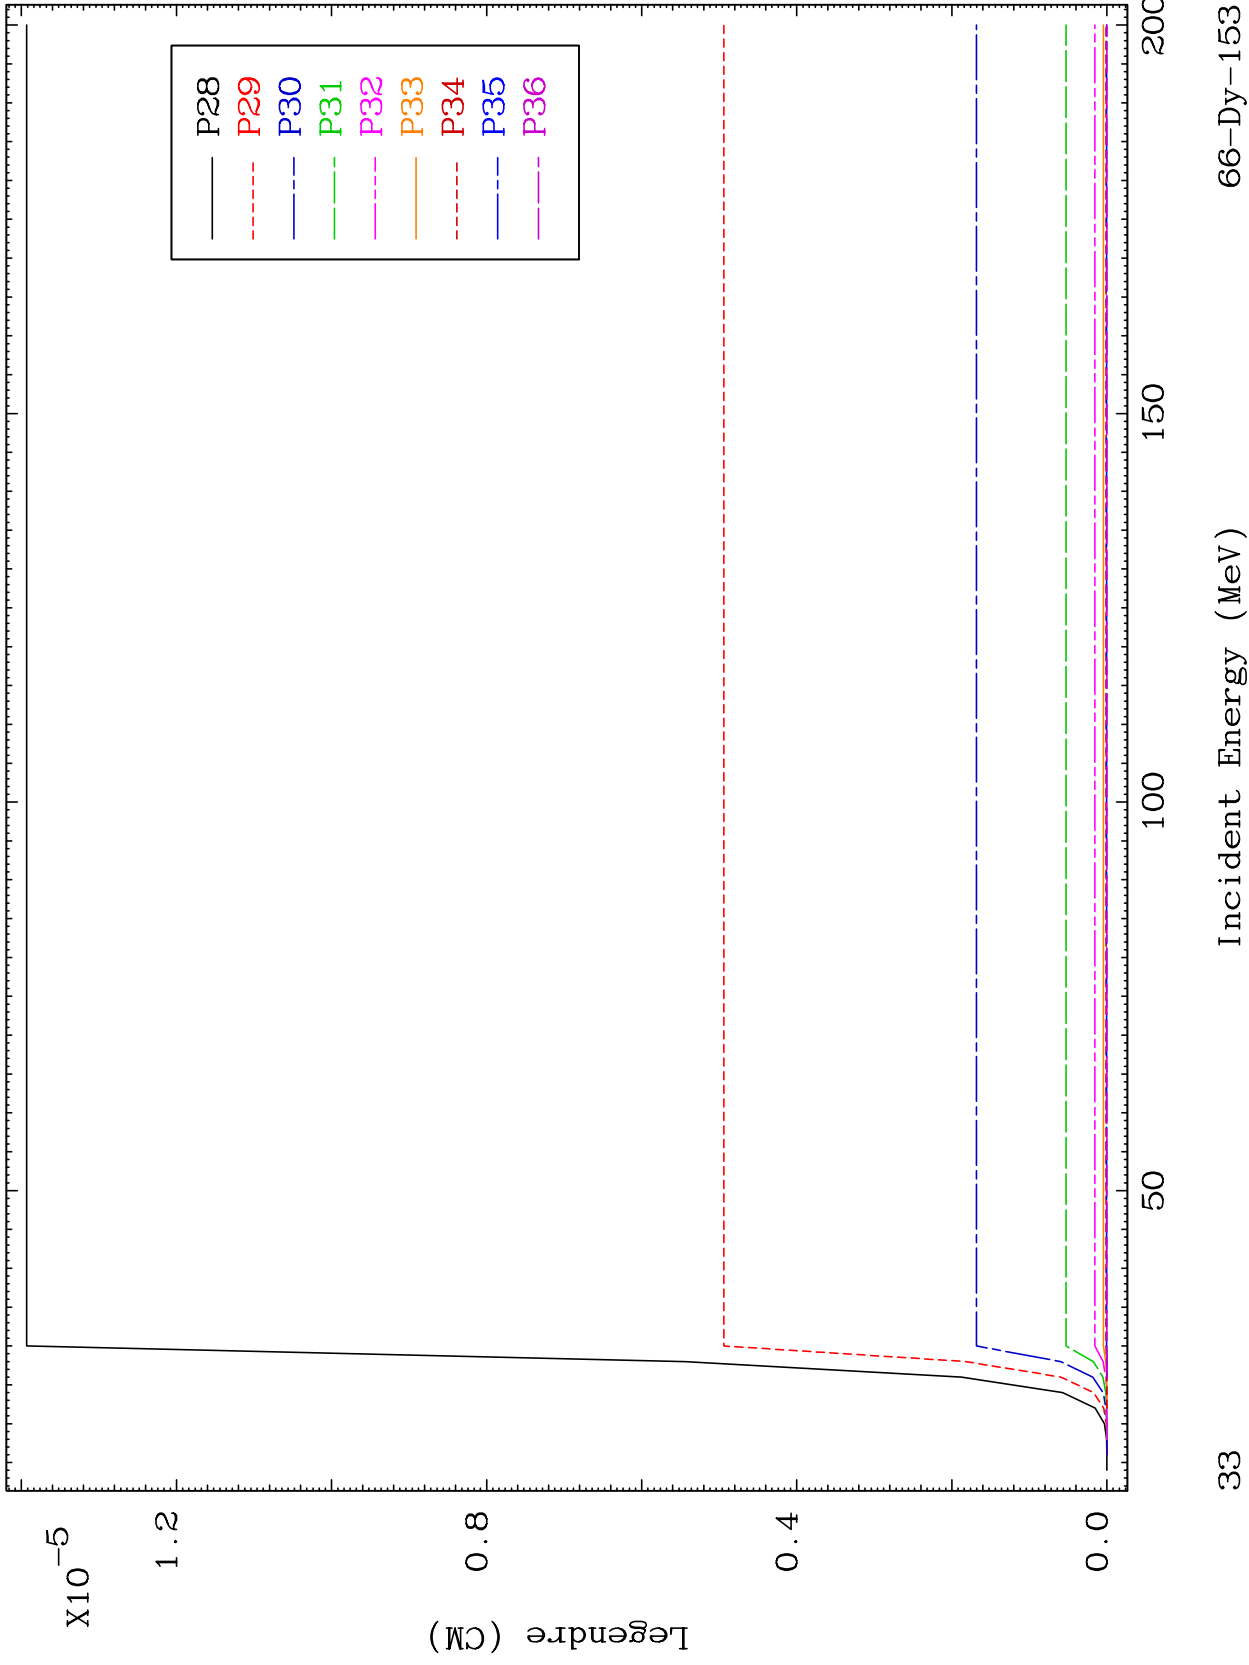 X10-5
1.2
0.8
0.4
0.0
Legendre (CM)
P28
P29
P30
P31
P32
P33
P34
P35
P36
50
100
150
200
Incident Energy (MeV)
33
66-Dy-153